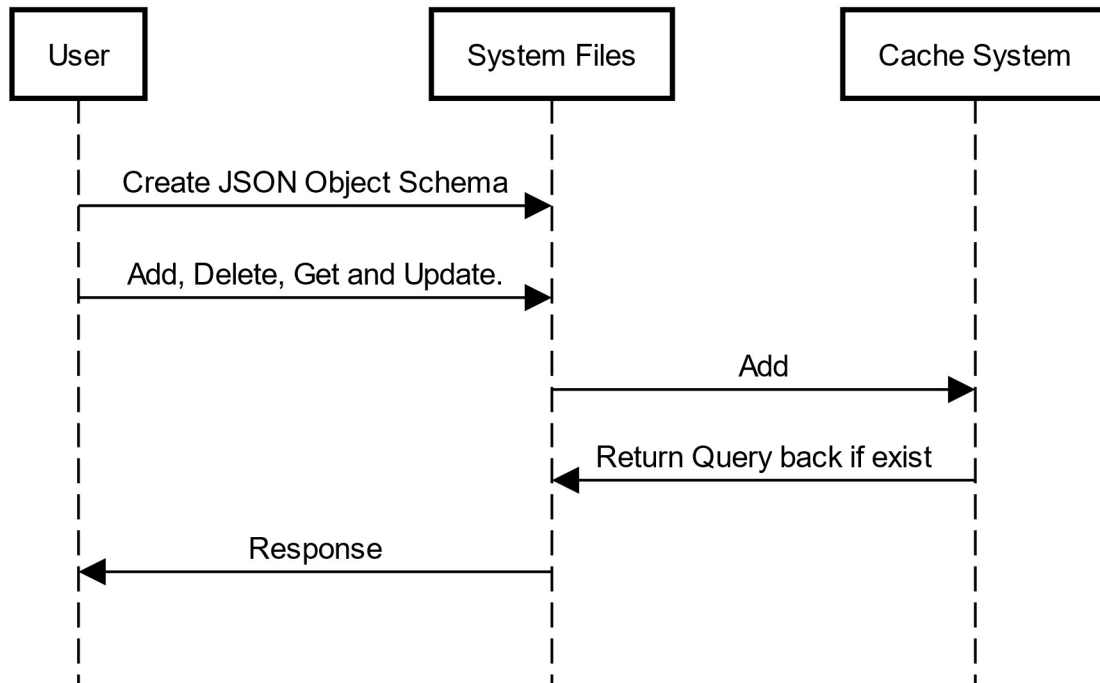 User
System Files
Cache System
Create JSON Object Schema
Add, Delete, Get and Update.
Add
Return Query back if exist
Response